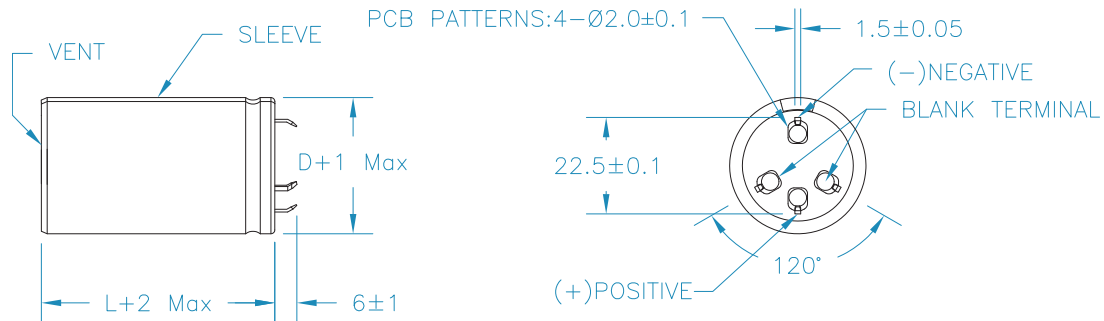 PCB PATTERNS:4-Ø2.0±0.1
1.5±0.05
SLEEVE
VENT
(-)NEGATIVE
BLANK TERMINAL
D+1 Max
22.5±0.1
120°
L+2 Max
6±1
(+)POSITIVE